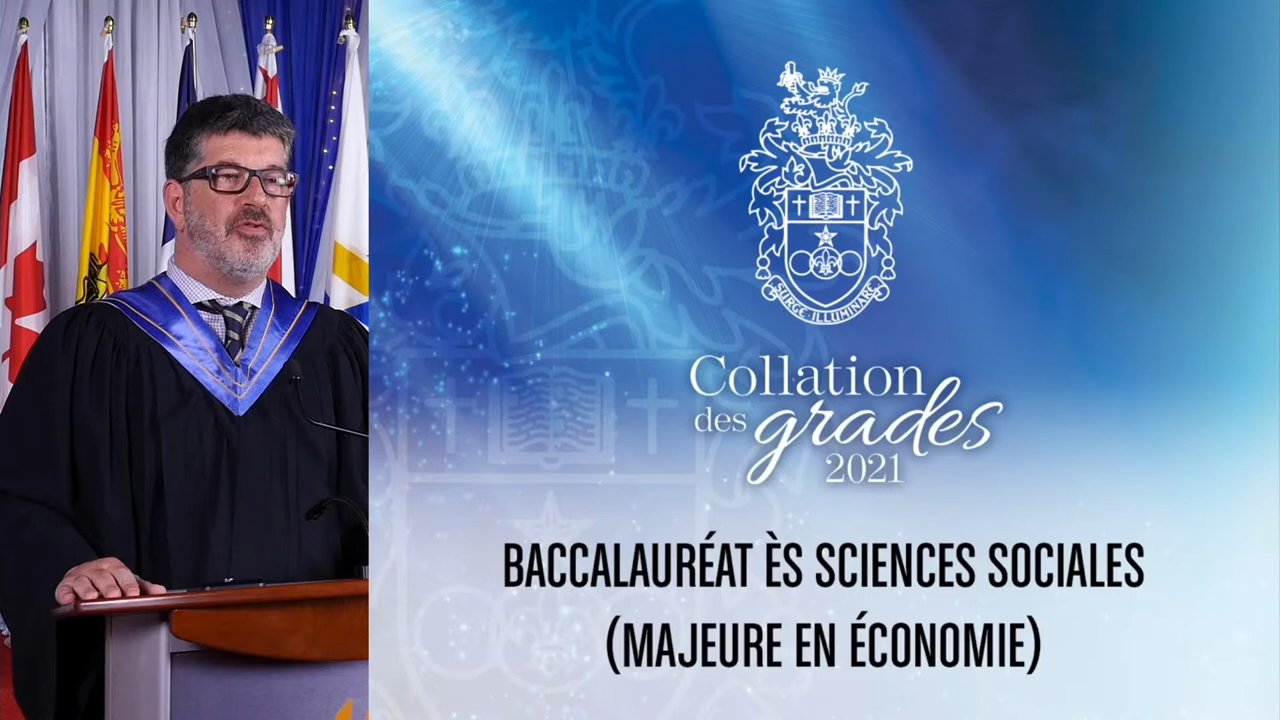 SURGE·ILLUMINARE
Collation
des grades
2021
BACCALAURÉAT ÈS SCIENCES SOCIALES
(MAJEURE EN ÉCONOMIE)